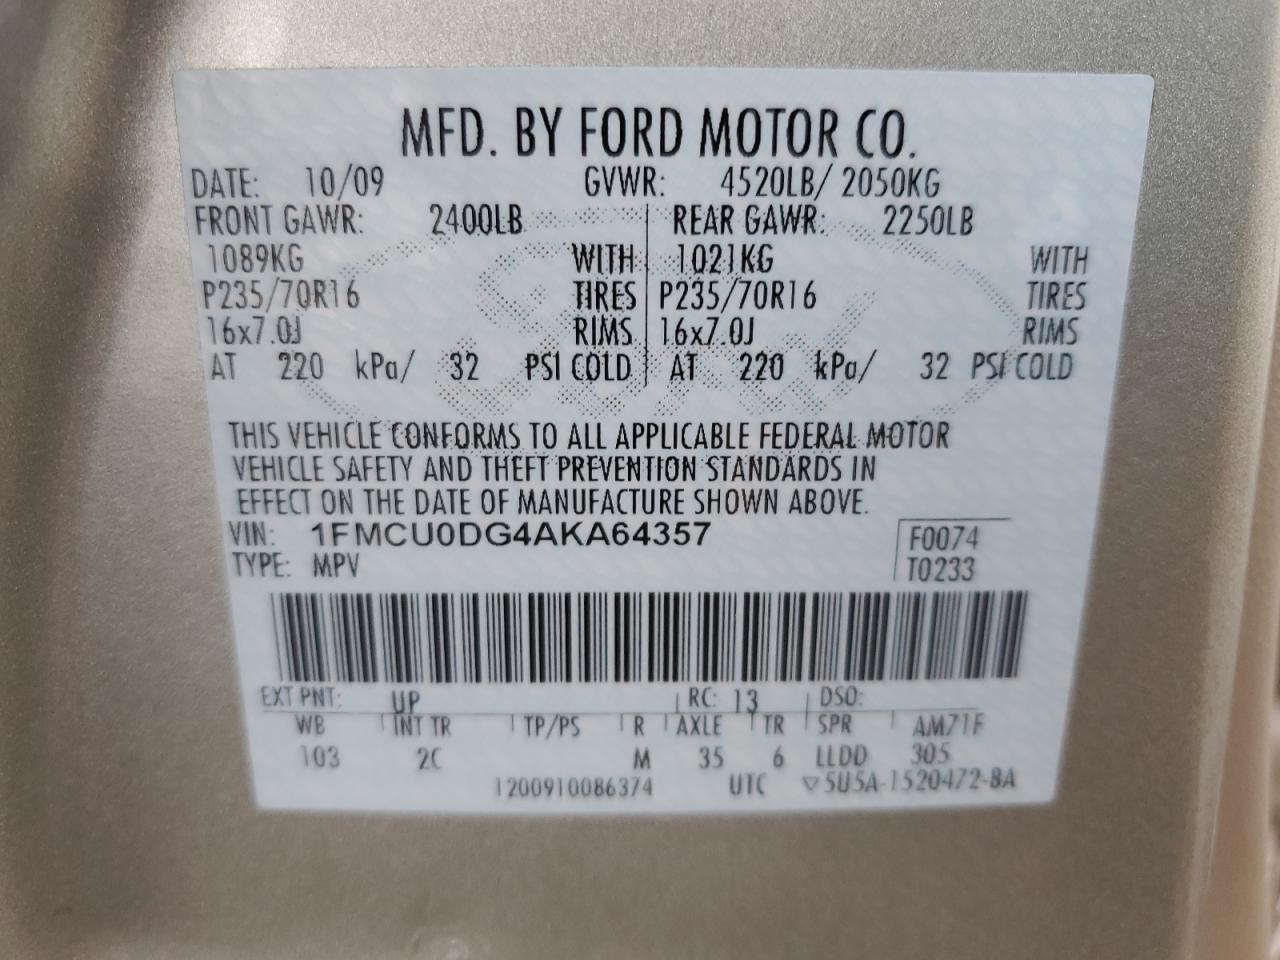 MFD. BY FORD MOTOR CO.
DATE: 10/09 GVWR: 4520LB/ 2050KG
FRONT GAWR: 2400LB REAR GAWR: 2250LB
1089KG WITH 1021KG WITH
P235/70R16 TIRES P235/70R16 TIRES
16x7.0J RIMS 16x7.0J RIMS
AT 220 kPa/ 32 PSI COLD AT 220 kPa/ 32 PSI COLD
THIS VEHICLE CONFORMS TO ALL APPLICABLE FEDERAL MOTOR
VEHICLE SAFETY AND THEFT PREVENTION STANDARDS IN
EFFECT ON THE DATE OF MANUFACTURE SHOWN ABOVE.
VIN: 1FMCU0DG4AKA64357 F0074
TYPE: MPV T0233
EXT PNT: UP RC: 13 DSO:
WB INT TR TP/PS R AXLE TR SPR AM71F
103 2C M 35 6 LLDD 305
1200910086374 UTC ▽5U5A-1520472-BA